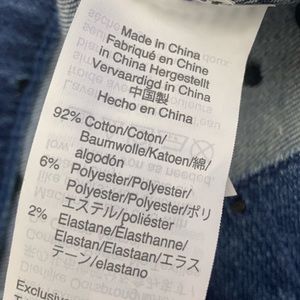 Made in China
Fabriqué en Chine
in China Hergestellt
Vervaardigd in China
中国製
Hecho en China
92% Cotton/Coton/
Baumwolle/Katoen/綿/
algodón
6% Polyester/Polyester/
Polyester/Polyester/ポリ
エステル/poliéster
2% Elastane/Élasthanne/
Elastan/Elastaan/エラス
テーン/elastano